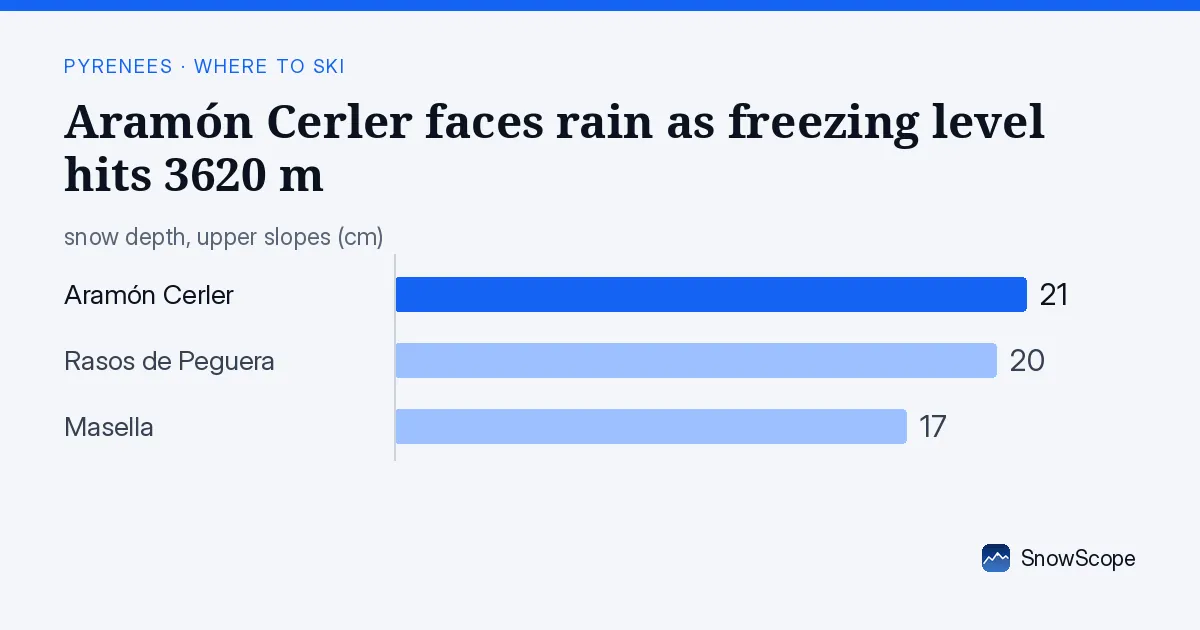 PYRENEES · WHERE TO SKI
Aramón Cerler faces rain as freezing level
hits 3620 m
snow depth, upper slopes (cm)
Aramón Cerler 21
Rasos de Peguera 20
Masella 17
SnowScope